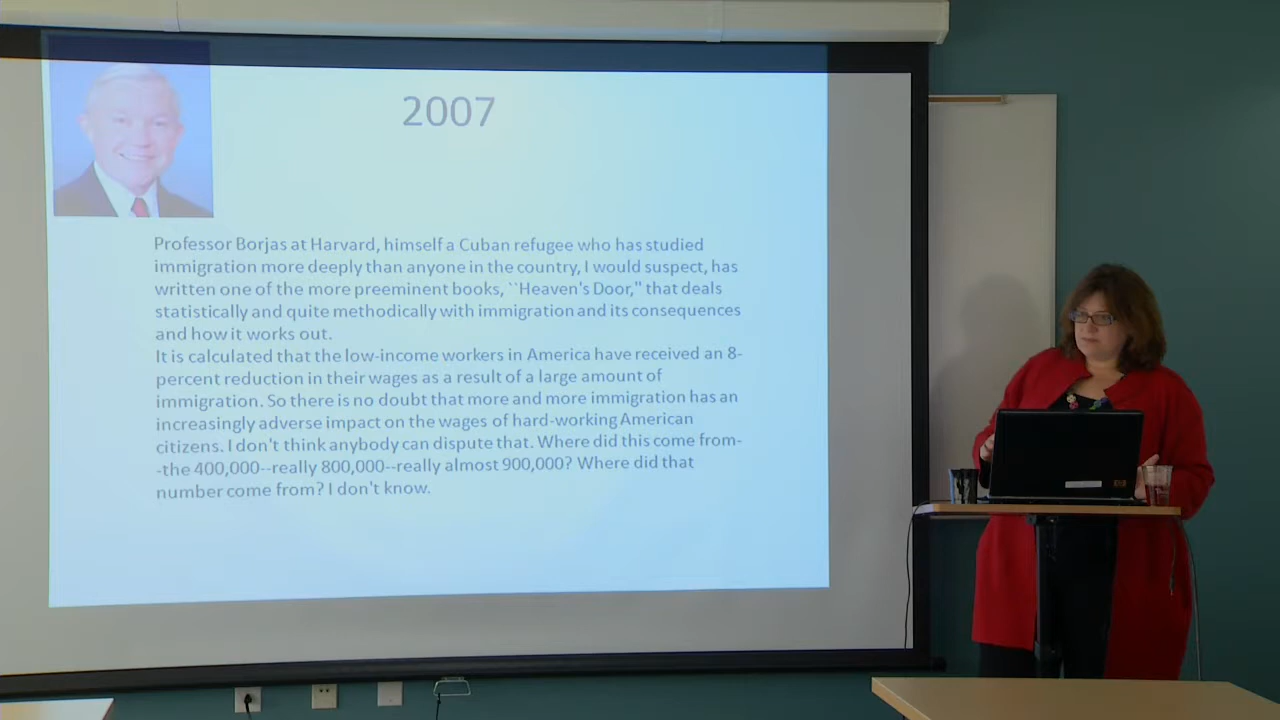 2007
Professor Borjas at Harvard, himself a Cuban refugee who has studied
immigration more deeply than anyone in the country, I would suspect, has
written one of the more preeminent books, ``Heaven's Door,'' that deals
statistically and quite methodically with immigration and its consequences
and how it works out.
It is calculated that the low-income workers in America have received an 8-
percent reduction in their wages as a result of a large amount of
immigration. So there is no doubt that more and more immigration has an
increasingly adverse impact on the wages of hard-working American
citizens. I don't think anybody can dispute that. Where did this come from-
-the 400,000--really 800,000--really almost 900,000? Where did that
number come from? I don't know.